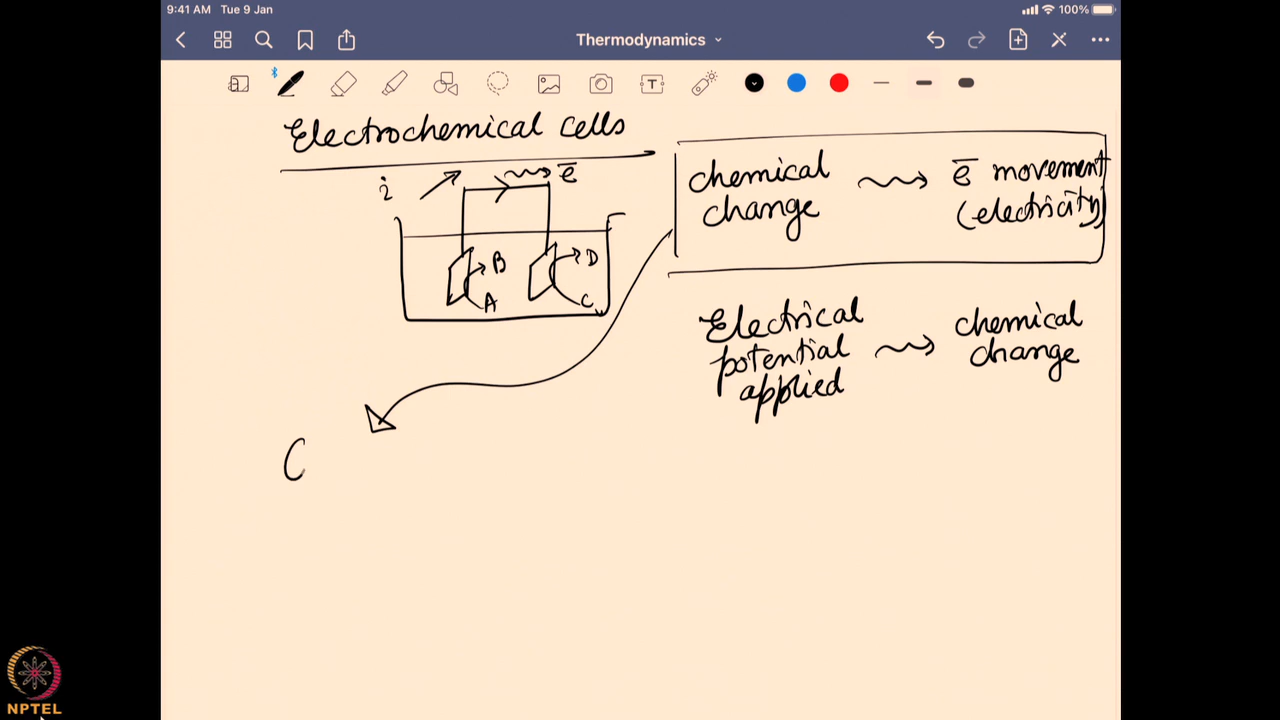 9:41 AM Tue 9 Jan
100%
Thermodynamics
T
Electrochemical cells
i
e̅
B
A
D
C
chemical
change
e̅ movement
(electricity)
Electrical
potential
applied
chemical
change
C
NPTEL